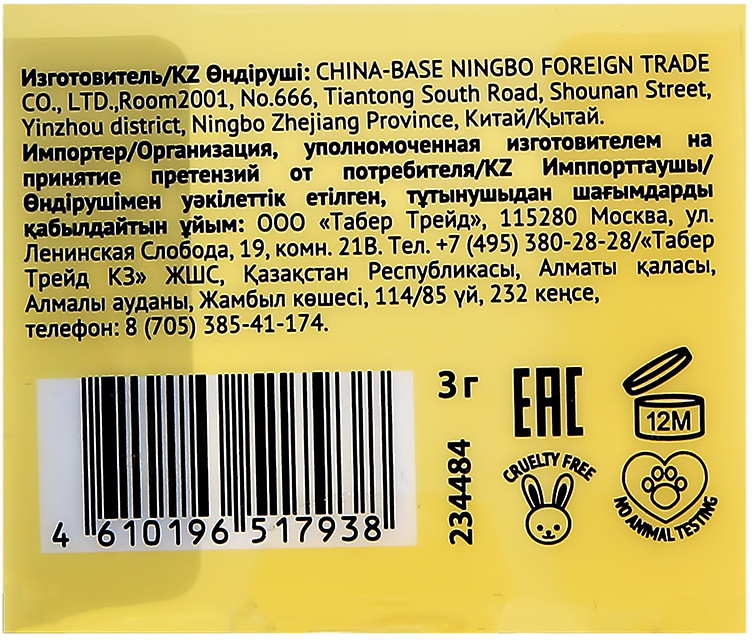 Изготовитель/KZ Өндіруші: CHINA-BASE NINGBO FOREIGN TRADE
CO., LTD.,Room2001, No.666, Tiantong South Road, Shounan Street,
Yinzhou district, Ningbo Zhejiang Province, Китай/Қытай.
Импортер/Организация, уполномоченная изготовителем на
принятие претензий от потребителя/KZ Имппорттаушы/
Өндірушімен уәкілеттік етілген, тұтынушыдан шағымдарды
қабылдайтын ұйым: ООО «Табер Трейд», 115280 Москва, ул.
Ленинская Слобода, 19, комн. 21В. Тел. +7 (495) 380-28-28/«Табер
Трейд КЗ» ЖШС, Қазақстан Республикасы, Алматы қаласы,
Алмалы ауданы, Жамбыл көшесі, 114/85 үй, 232 кеңсе,
телефон: 8 (705) 385-41-174.
3 г
EAC
12M
234484
CRUELTY FREE
NO ANIMAL TESTING
4 610196 517938